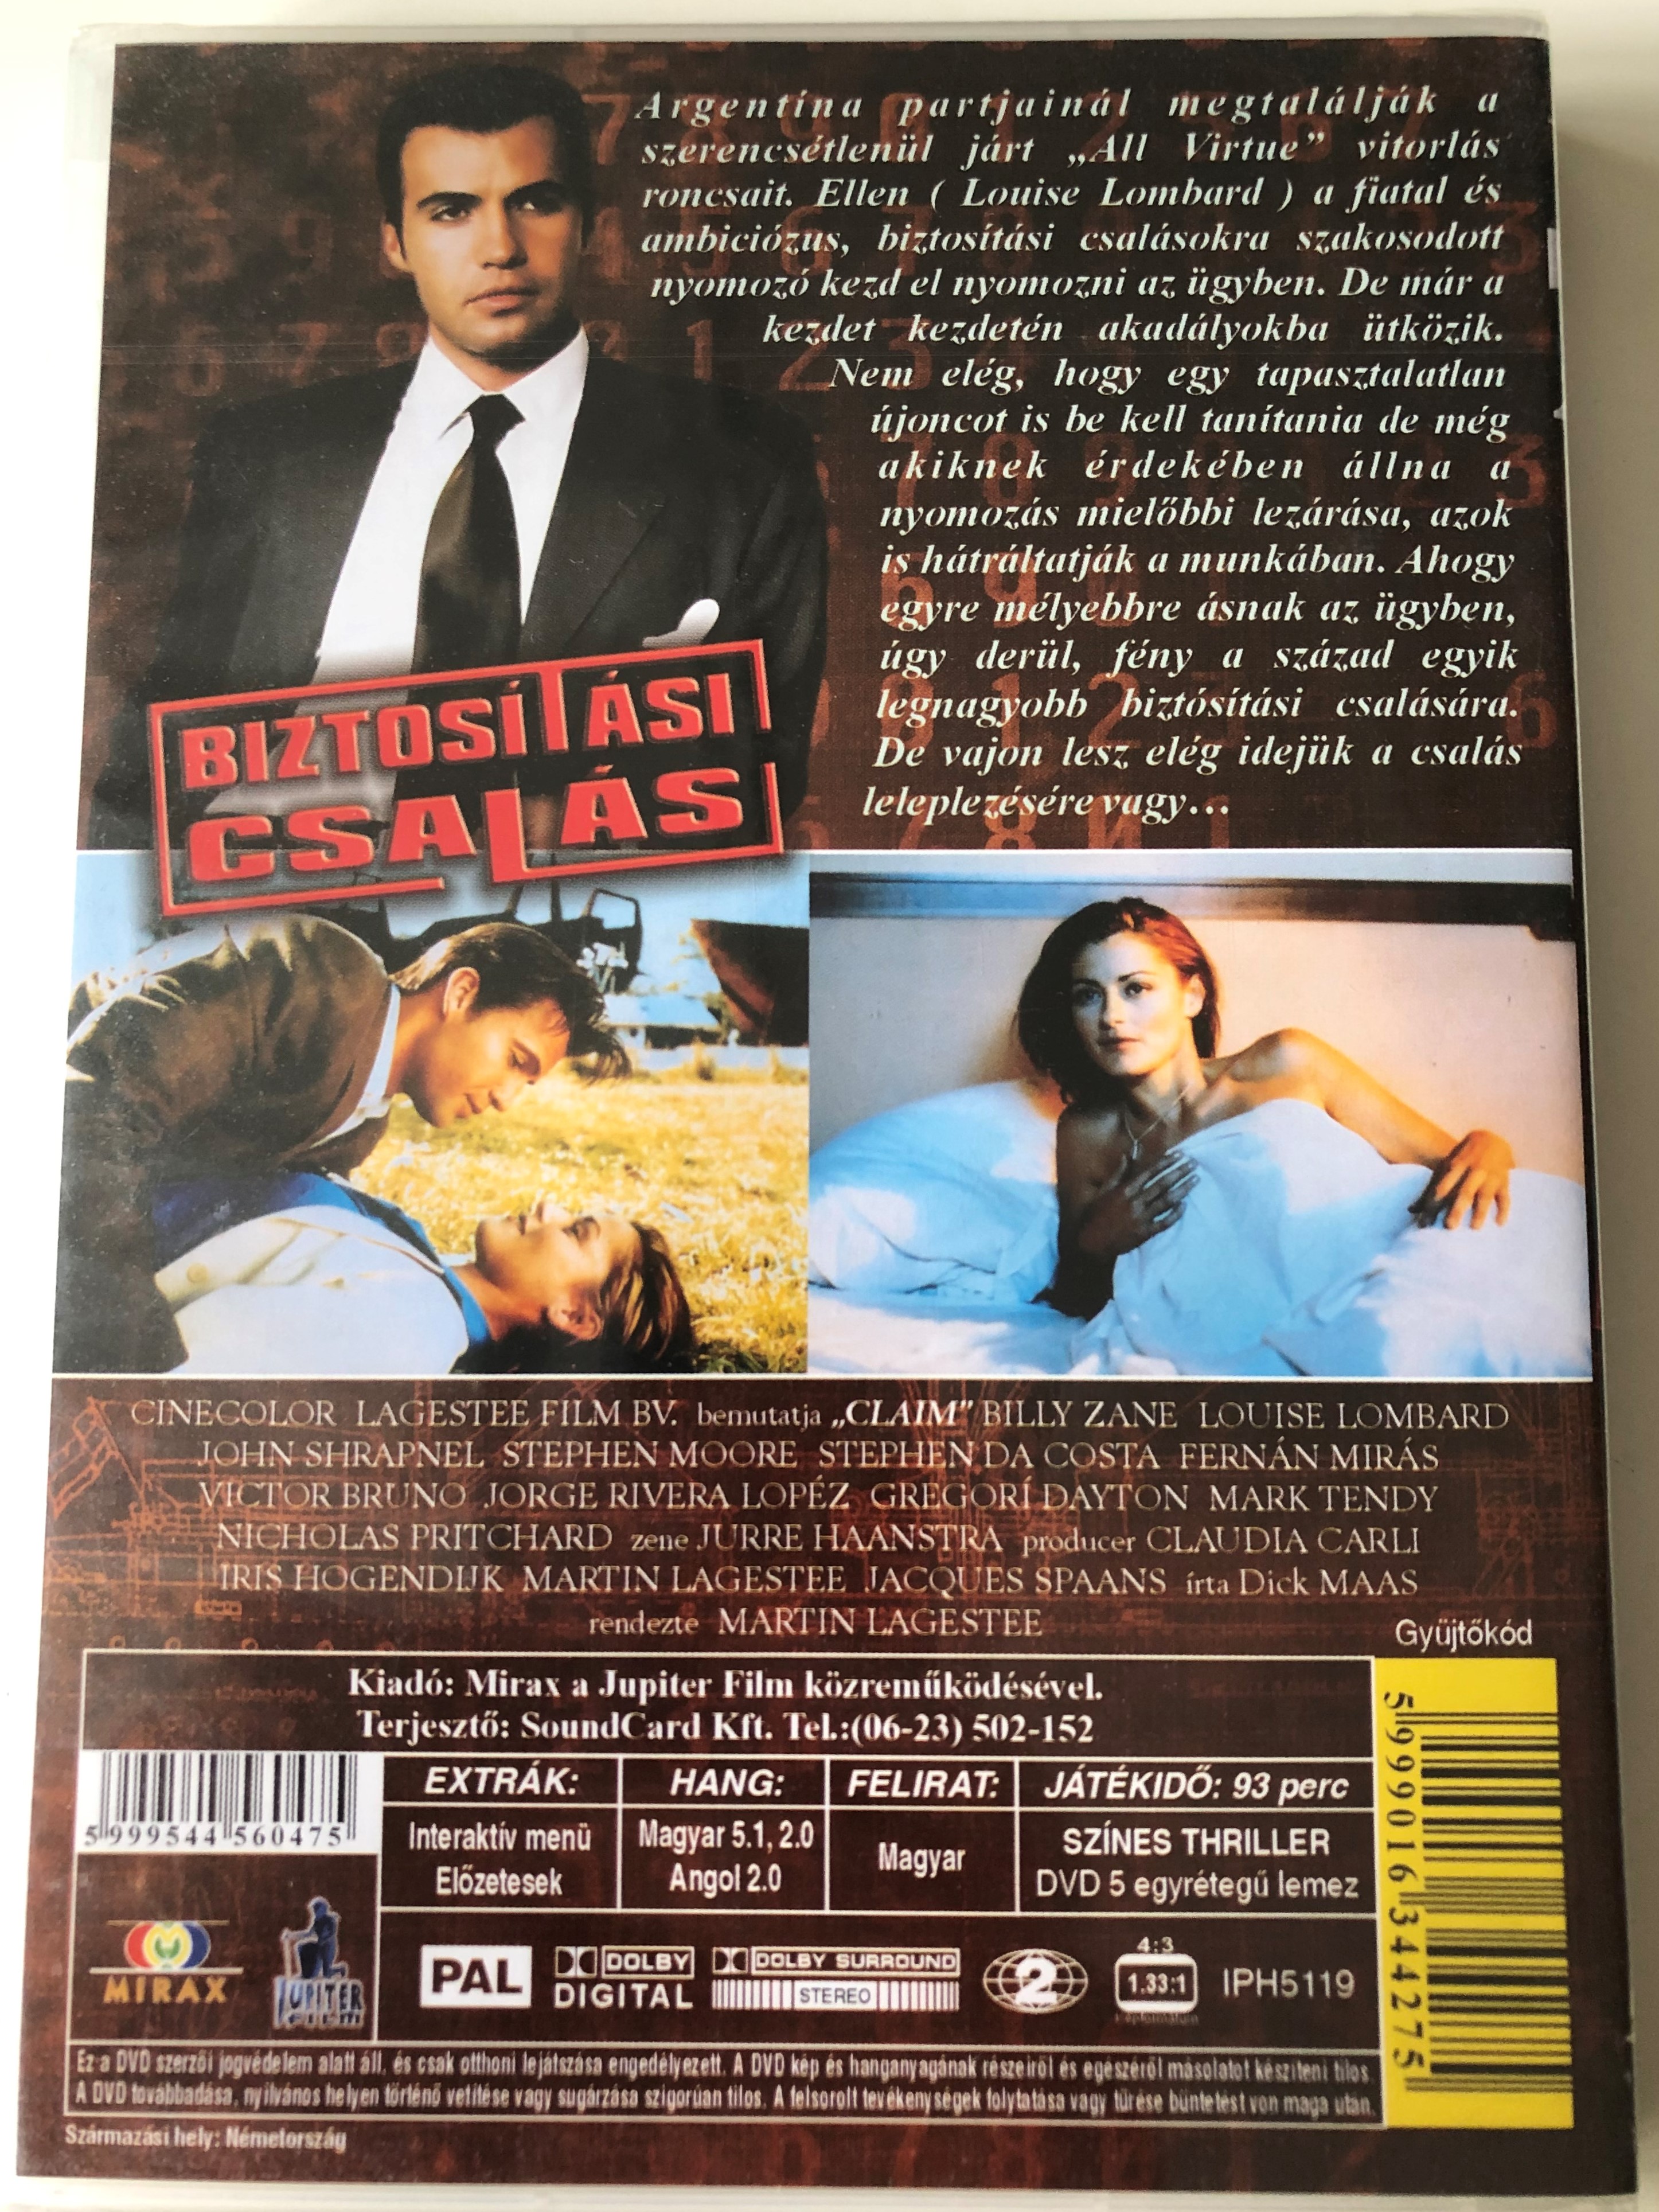 Argentína partjainál megtalálják a
szerencsétlenül járt „All Virtue” vitorlás
roncsait. Ellen ( Louise Lombard ) a fiatal és
ambiciózus, biztosítási csalásokra szakosodott
nyomozó kezd el nyomozni az ügyben. De már a
kezdet kezdetén akadályokba ütközik.
Nem elég, hogy egy tapasztalatlan
újoncot is be kell tanítania de még
akiknek érdekében állna a
nyomozás mielőbbi lezárása, azok
is hátráltatják a munkában. Ahogy
egyre mélyebbre ásnak az ügyben,
úgy derül, fény a század egyik
legnagyobb biztósítási csalására.
De vajon lesz elég idejük a csalás
leleplezésére vagy...
BIZTOSÍTÁSI
CSALÁS
CINECOLOR LAGESTEE FILM BV. bemutatja „CLAIM" BILLY ZANE LOUISE LOMBARD
JOHN SHRAPNEL STEPHEN MOORE STEPHEN DA COSTA FERNÁN MIRÁS
VICTOR BRUNO JORGE RIVERA LOPÉZ GREGORÍ DAYTON MARK TENDY
NICHOLAS PRITCHARD zene JURRE HAANSTRA producer CLAUDIA CARLI
IRIS HOGENDIJK MARTIN LAGESTEE JACQUES SPAANS írta Dick MAAS
rendezte MARTIN LAGESTEE
Gyüjtőkód
Kiadó: Mirax a Jupiter Film közreműködésével.
Terjesztő: SoundCard Kft. Tel.:(06-23) 502-152
5 999544 560475
EXTRÁK:
Interaktív menü
Előzetesek
HANG:
Magyar 5.1, 2.0
Angol 2.0
FELIRAT:
Magyar
JÁTÉKIDŐ: 93 perc
SZÍNES THRILLER
DVD 5 egyrétegű lemez
5 999016 344275
MIRAX
JUPITER
FILM
PAL
DOLBY
DIGITAL
DOLBY SURROUND
STEREO
2
4:3
1.33:1
Képformátum
IPH5119
Ez a DVD szerzői jogvédelem alatt áll, és csak otthoni lejátszása engedélyezett. A DVD kép és hanganyagának részeiről és egészéről másolatot készíteni tilos.
A DVD továbbadása, nyilvános helyen történő vetítése vagy sugárzása szigorúan tilos. A felsorolt tevékenységek folytatása vagy tűrése büntetést von maga után.
Származási hely: Németország